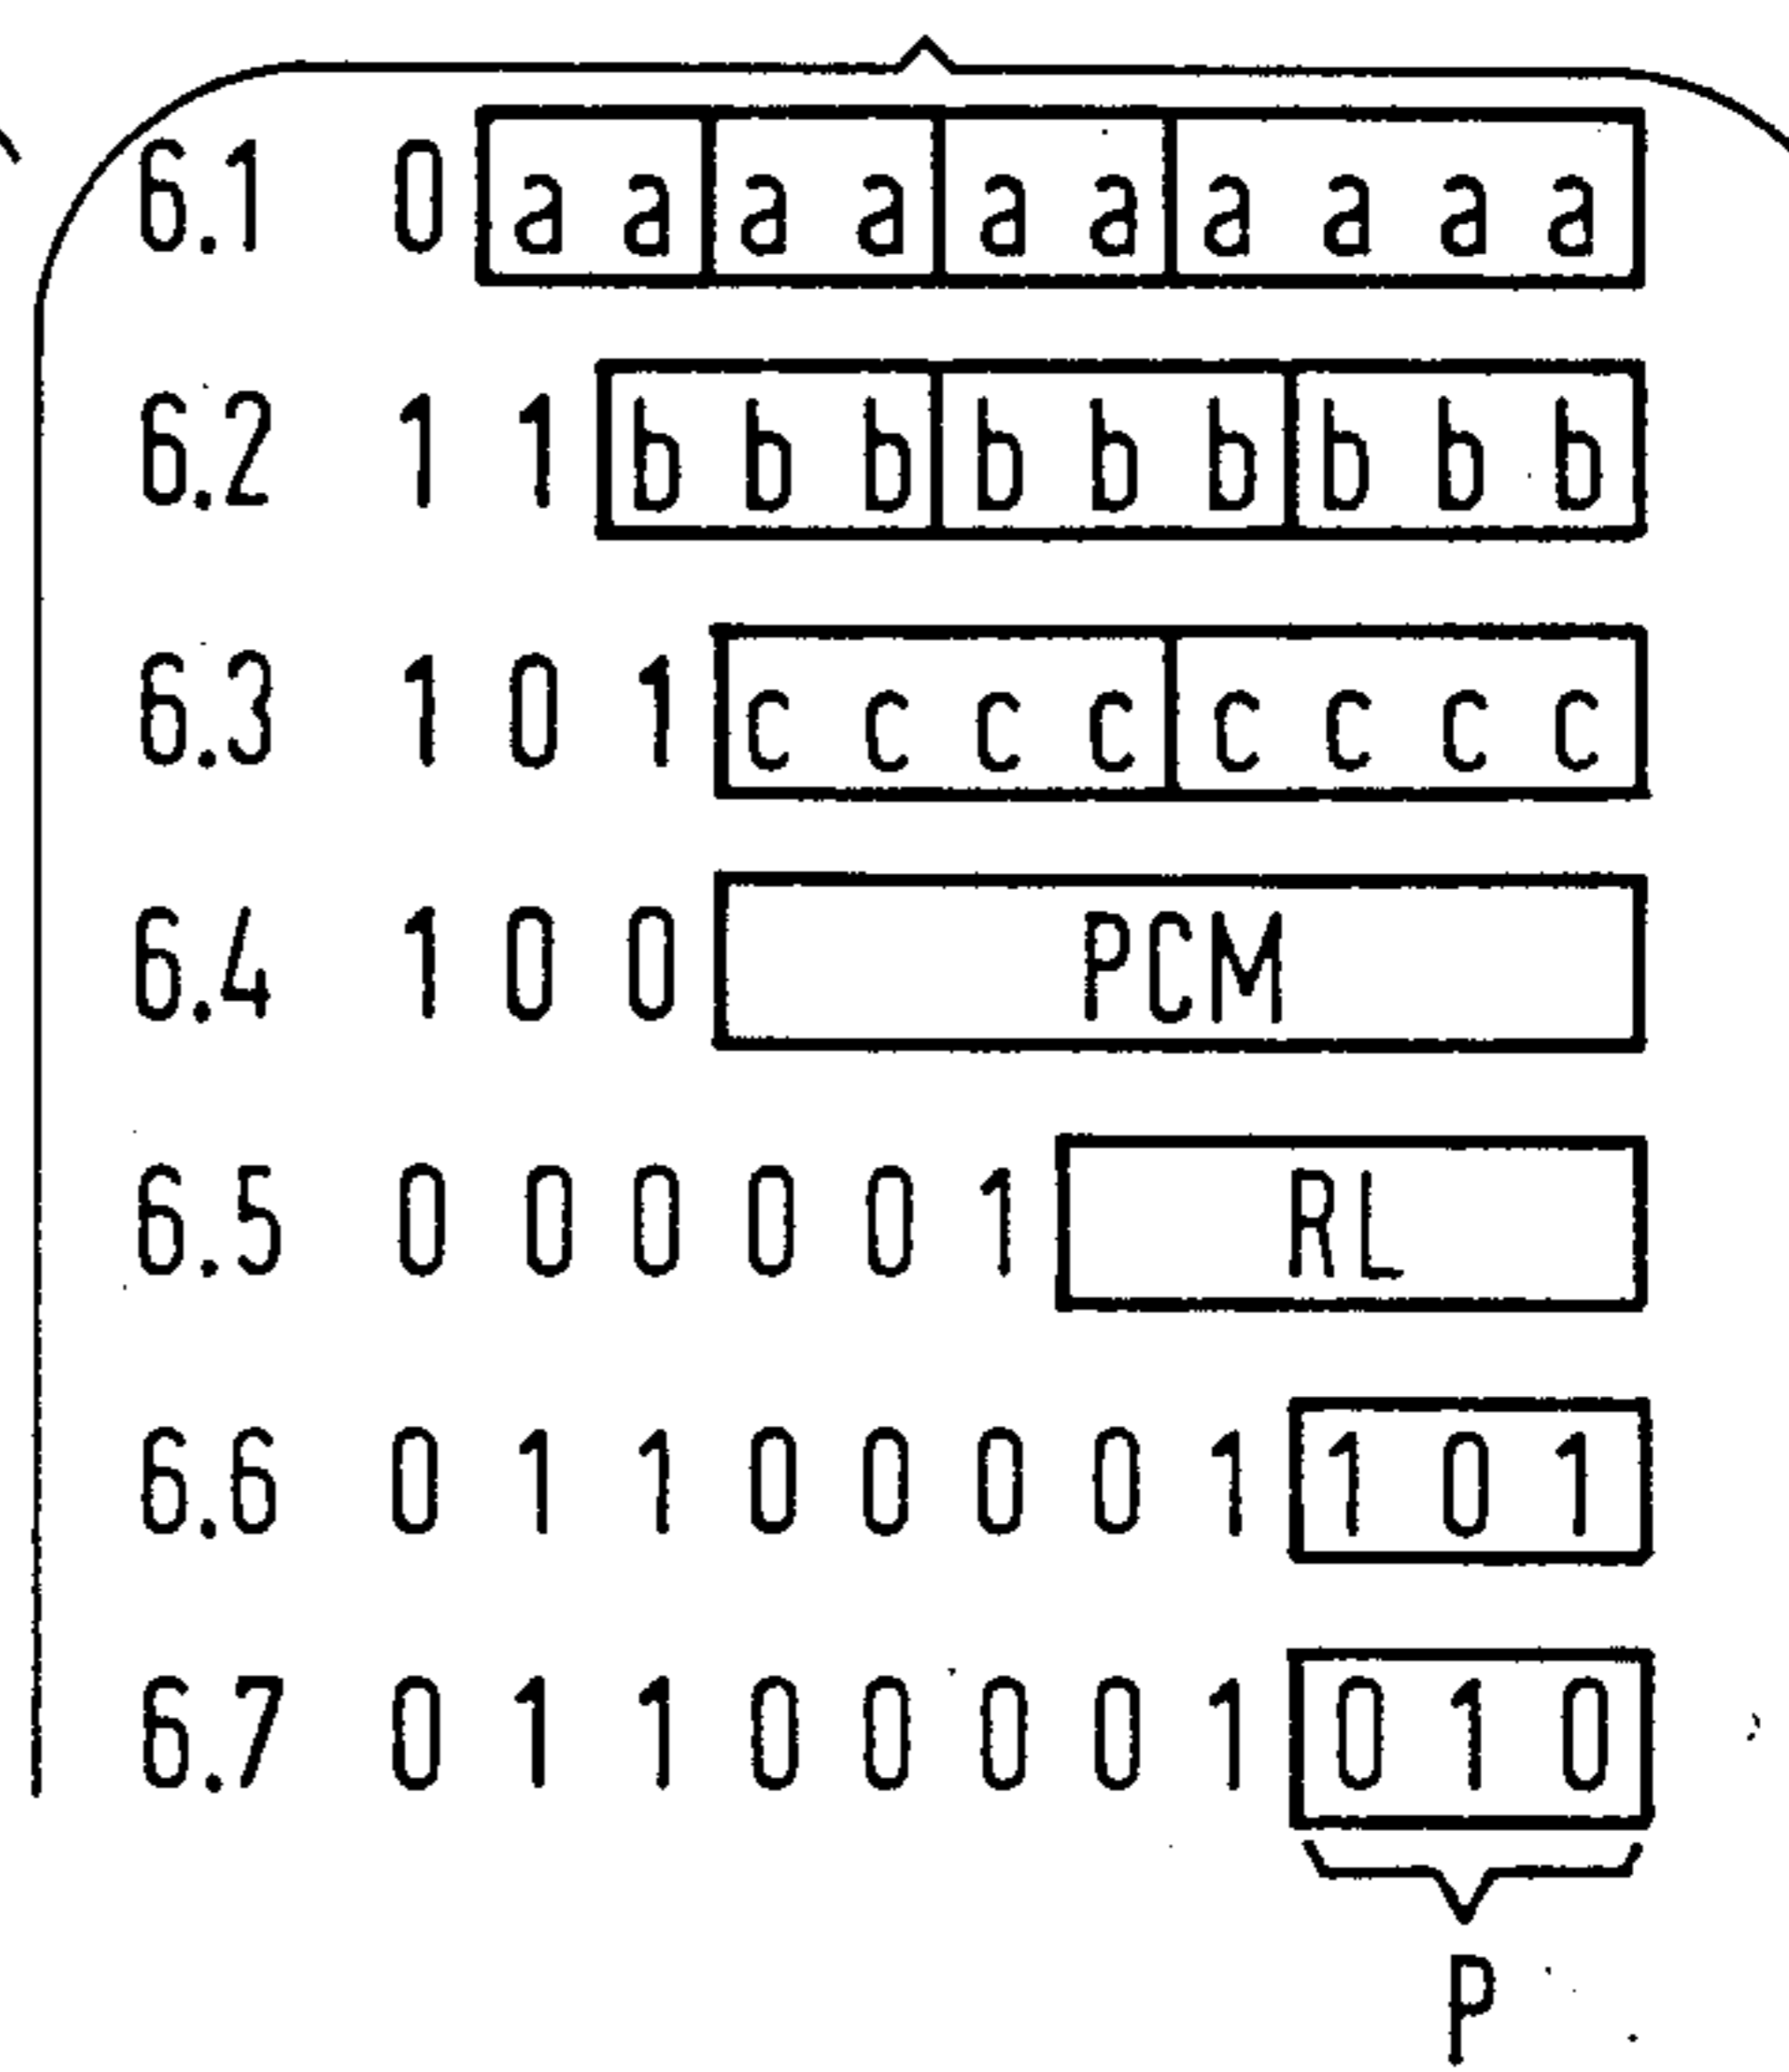 6.1 0 a a a a a a a a a a
6.2 1 1 b b b b b b b b b
6.3 1 0 1 c c c c c c c c
6.4 1 0 0 PCM
6.5 0 0 0 0 0 1 RL
6.6 0 1 1 0 0 0 0 1 1 0 1
6.7 0 1 1 0 0 0 0 1 0 1 0
P